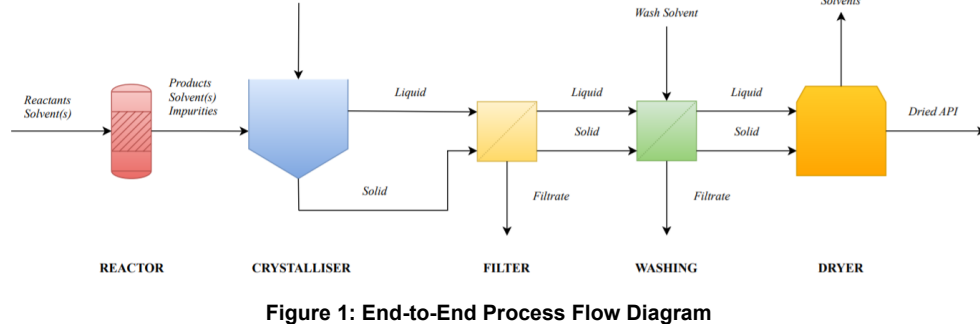 Solvents
Wash Solvent
Reactants
Solvent(s)
Products
Solvent(s)
Impurities
Liquid
Liquid
Liquid
Dried API
Solid
Solid
Solid
Filtrate
Filtrate
REACTOR
CRYSTALLISER
FILTER
WASHING
DRYER
Figure 1: End-to-End Process Flow Diagram